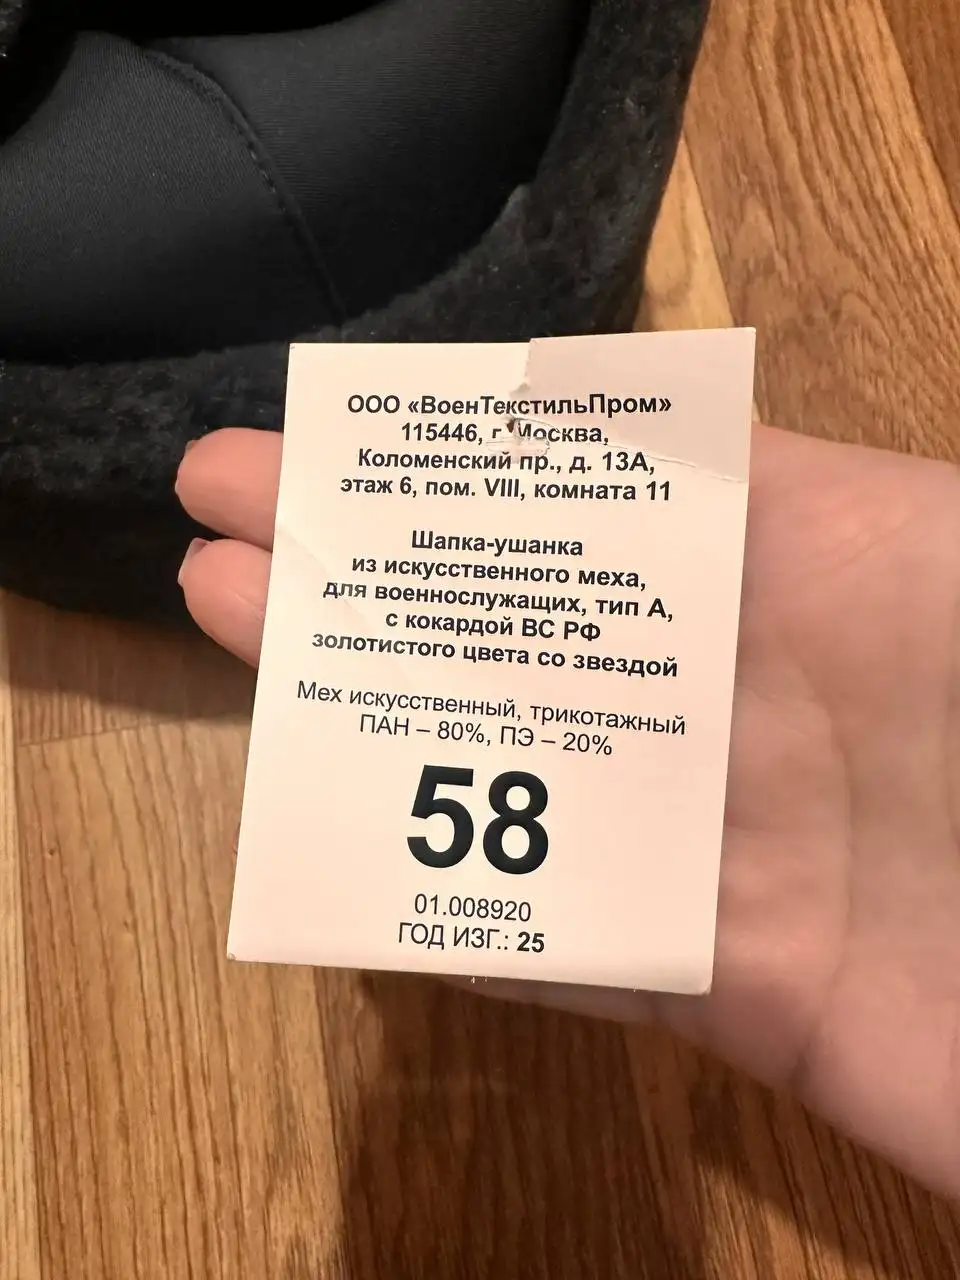 ООО «ВоенТекстильПром»
115446, г. Москва,
Коломенский пр., д. 13А,
этаж 6, пом. VIII, комната 11
Шапка-ушанка
из искусственного меха,
для военнослужащих, тип А,
с кокардой ВС РФ
золотистого цвета со звездой
Мех искусственный, трикотажный
ПАН – 80%, ПЭ – 20%
58
01.008920
ГОД ИЗГ.: 25